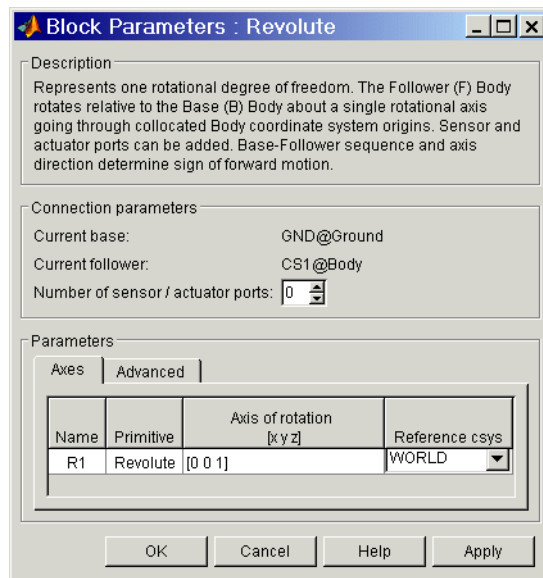 Block Parameters : Revolute
Description
Represents one rotational degree of freedom. The Follower (F) Body
rotates relative to the Base (B) Body about a single rotational axis
going through collocated Body coordinate system origins. Sensor and
actuator ports can be added. Base-Follower sequence and axis
direction determine sign of forward motion.
Connection parameters
Current base: GND@Ground
Current follower: CS1@Body
Number of sensor / actuator ports: 0
Parameters
Axes Advanced
Name Primitive Axis of rotation [x y z] Reference csys
R1 Revolute [0 0 1] WORLD
OK Cancel Help Apply